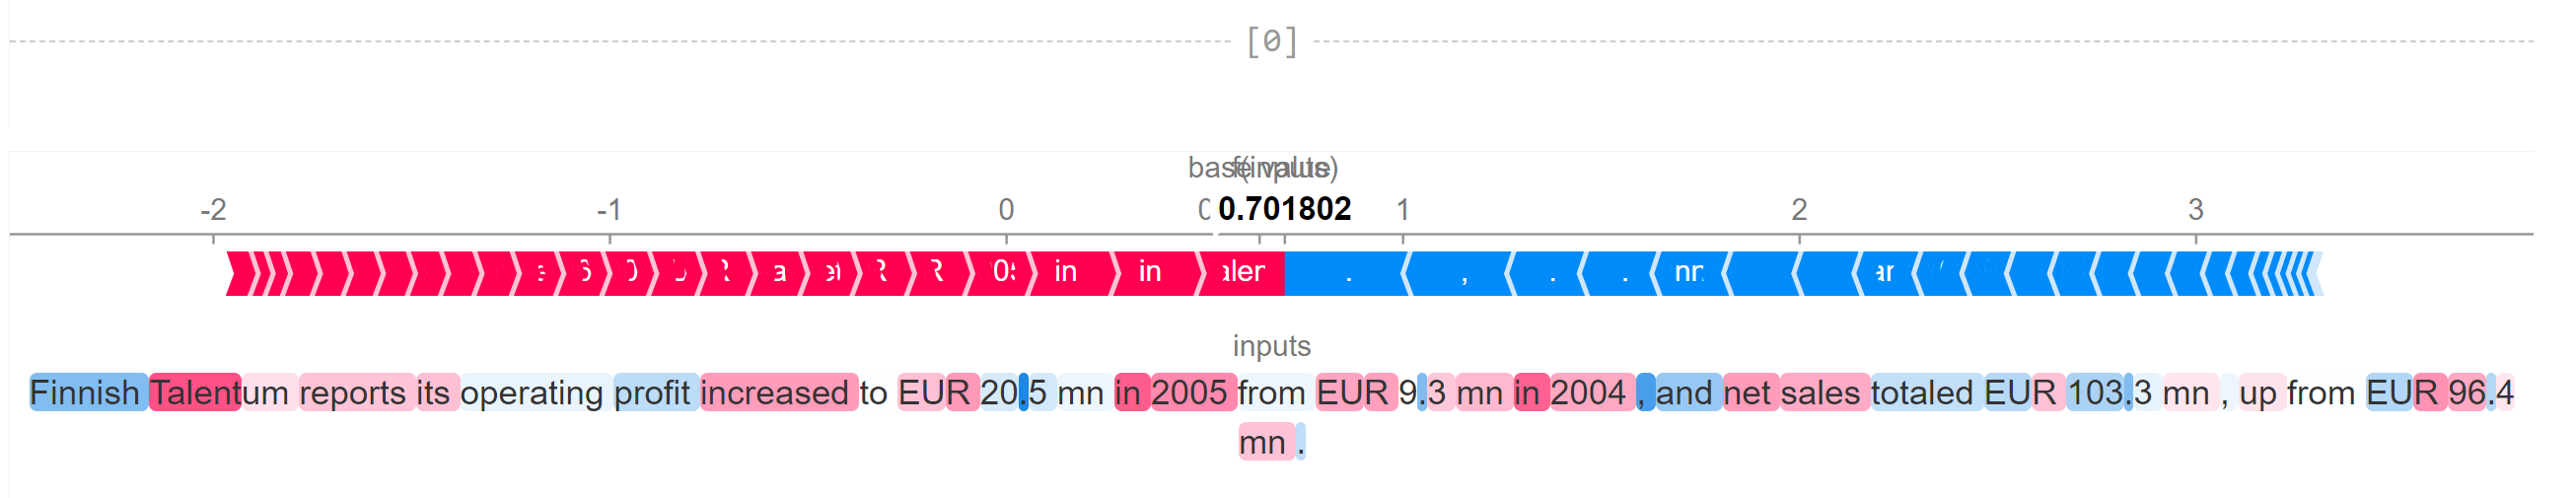 [0]
base value
f(inputs)
-2 -1 0 0.701802 1 2 3
in in alen . , . . nn
inputs
Finnish Talentum reports its operating profit increased to EUR 20.5 mn in 2005 from EUR 9.3 mn in 2004 , and net sales totaled EUR 103.3 mn , up from EUR 96.4
mn .